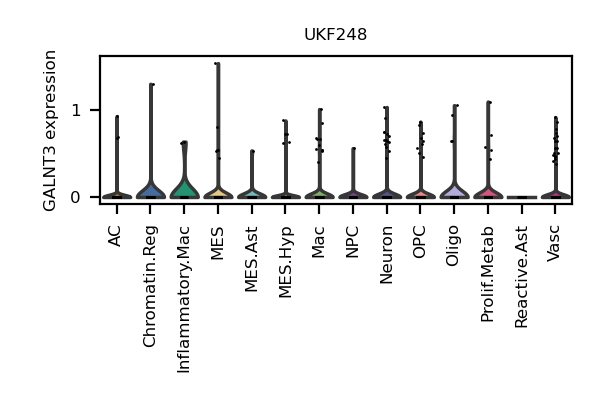 UKF248
GALNT3 expression
1
0
AC
Chromatin.Reg
Inflammatory.Mac
MES
MES.Ast
MES.Hyp
Mac
NPC
Neuron
OPC
Oligo
Prolif.Metab
Reactive.Ast
Vasc